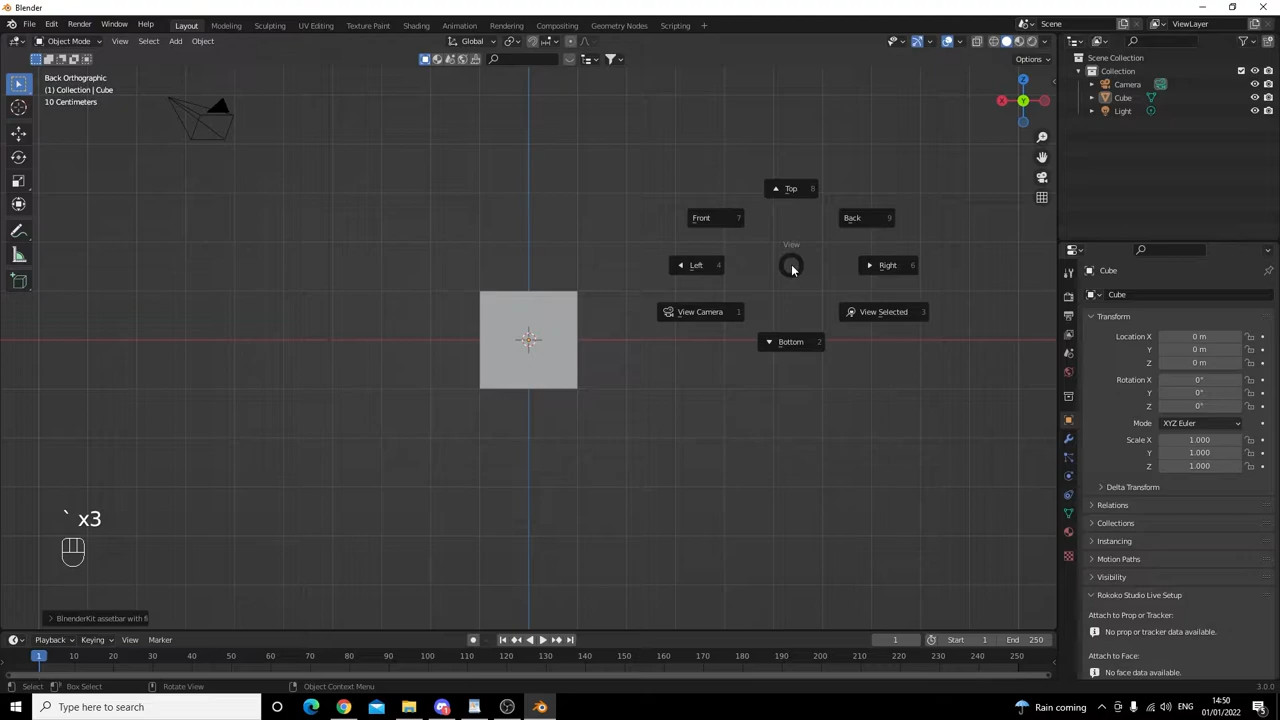 Blender
File Edit Render Window Help Layout Modeling Sculpting UV Editing Texture Paint Shading Animation Rendering Compositing Geometry Nodes Scripting + Scene ViewLayer
Object Mode View Select Add Object Global
Options
Back Orthographic
(1) Collection | Cube
10 Centimeters
Z
X
Y
Top 8
Front 7
Back 9
View
Left 4
Right 6
View Camera 1
View Selected 3
Bottom 2
` x3
Scene Collection
Collection
Camera
Cube
Light
Cube
Cube
Transform
Location X 0 m
Y 0 m
Z 0 m
Rotation X 0°
Y 0°
Z 0°
Mode XYZ Euler
Scale X 1.000
Y 1.000
Z 1.000
Delta Transform
Relations
Collections
Instancing
Motion Paths
Visibility
Rokoko Studio Live Setup
Attach to Prop or Tracker:
No prop or tracker data available.
Attach to Face:
No face data available.
BlnenderKit assetbar with fi
Playback Keying View Marker 1 Start 1 End 250
1 10 20 30 40 50 60 70 80 90 100 110 120 130 140 150 160 170 180 190 200 210 220 230 240 250
Select Box Select Rotate View Object Context Menu 3.0.0
Type here to search
Rain coming
ENG
14:50
01/01/2022